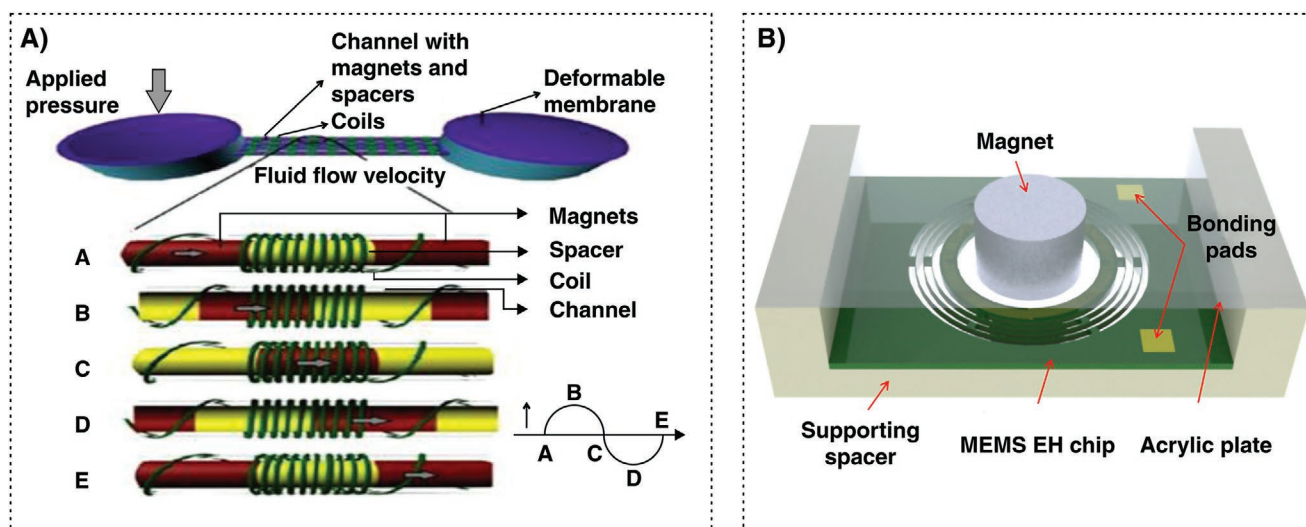 A)
Channel with
magnets and
spacers
Applied
pressure
Deformable
membrane
Coils
Fluid flow velocity
Magnets
A
Spacer
Coil
B
Channel
C
D
E
B
E
A
C
D
B)
Magnet
Bonding
pads
Supporting
spacer
MEMS EH chip
Acrylic plate